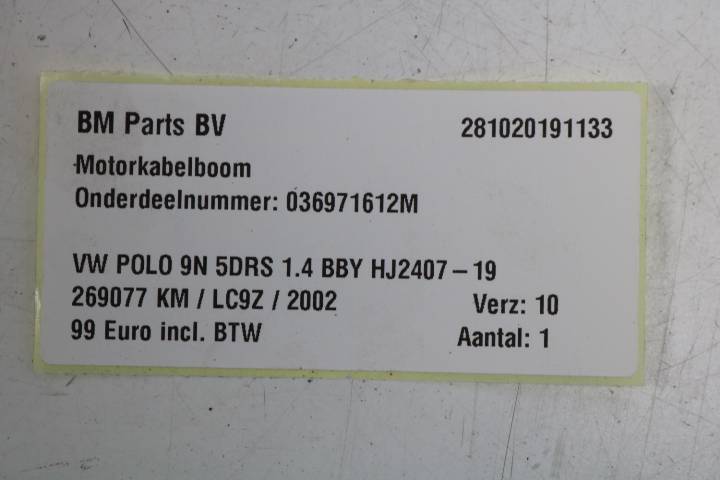 BM Parts BV 281020191133
Motorkabelboom
Onderdeelnummer: 036971612M
VW POLO 9N 5DRS 1.4 BBY HJ2407-19
269077 KM / LC9Z / 2002 Verz: 10
99 Euro incl. BTW Aantal: 1